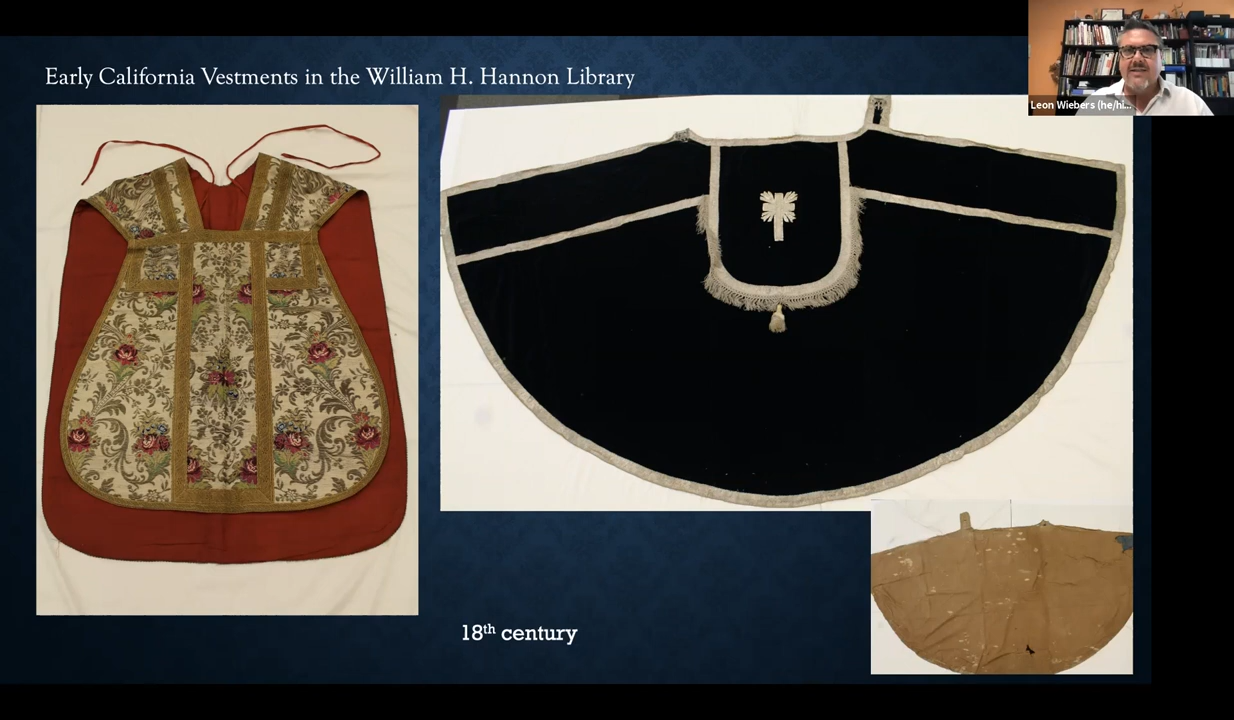 Early California Vestments in the William H. Hannon Library
Leon Wiebers (he/hi...
18th century